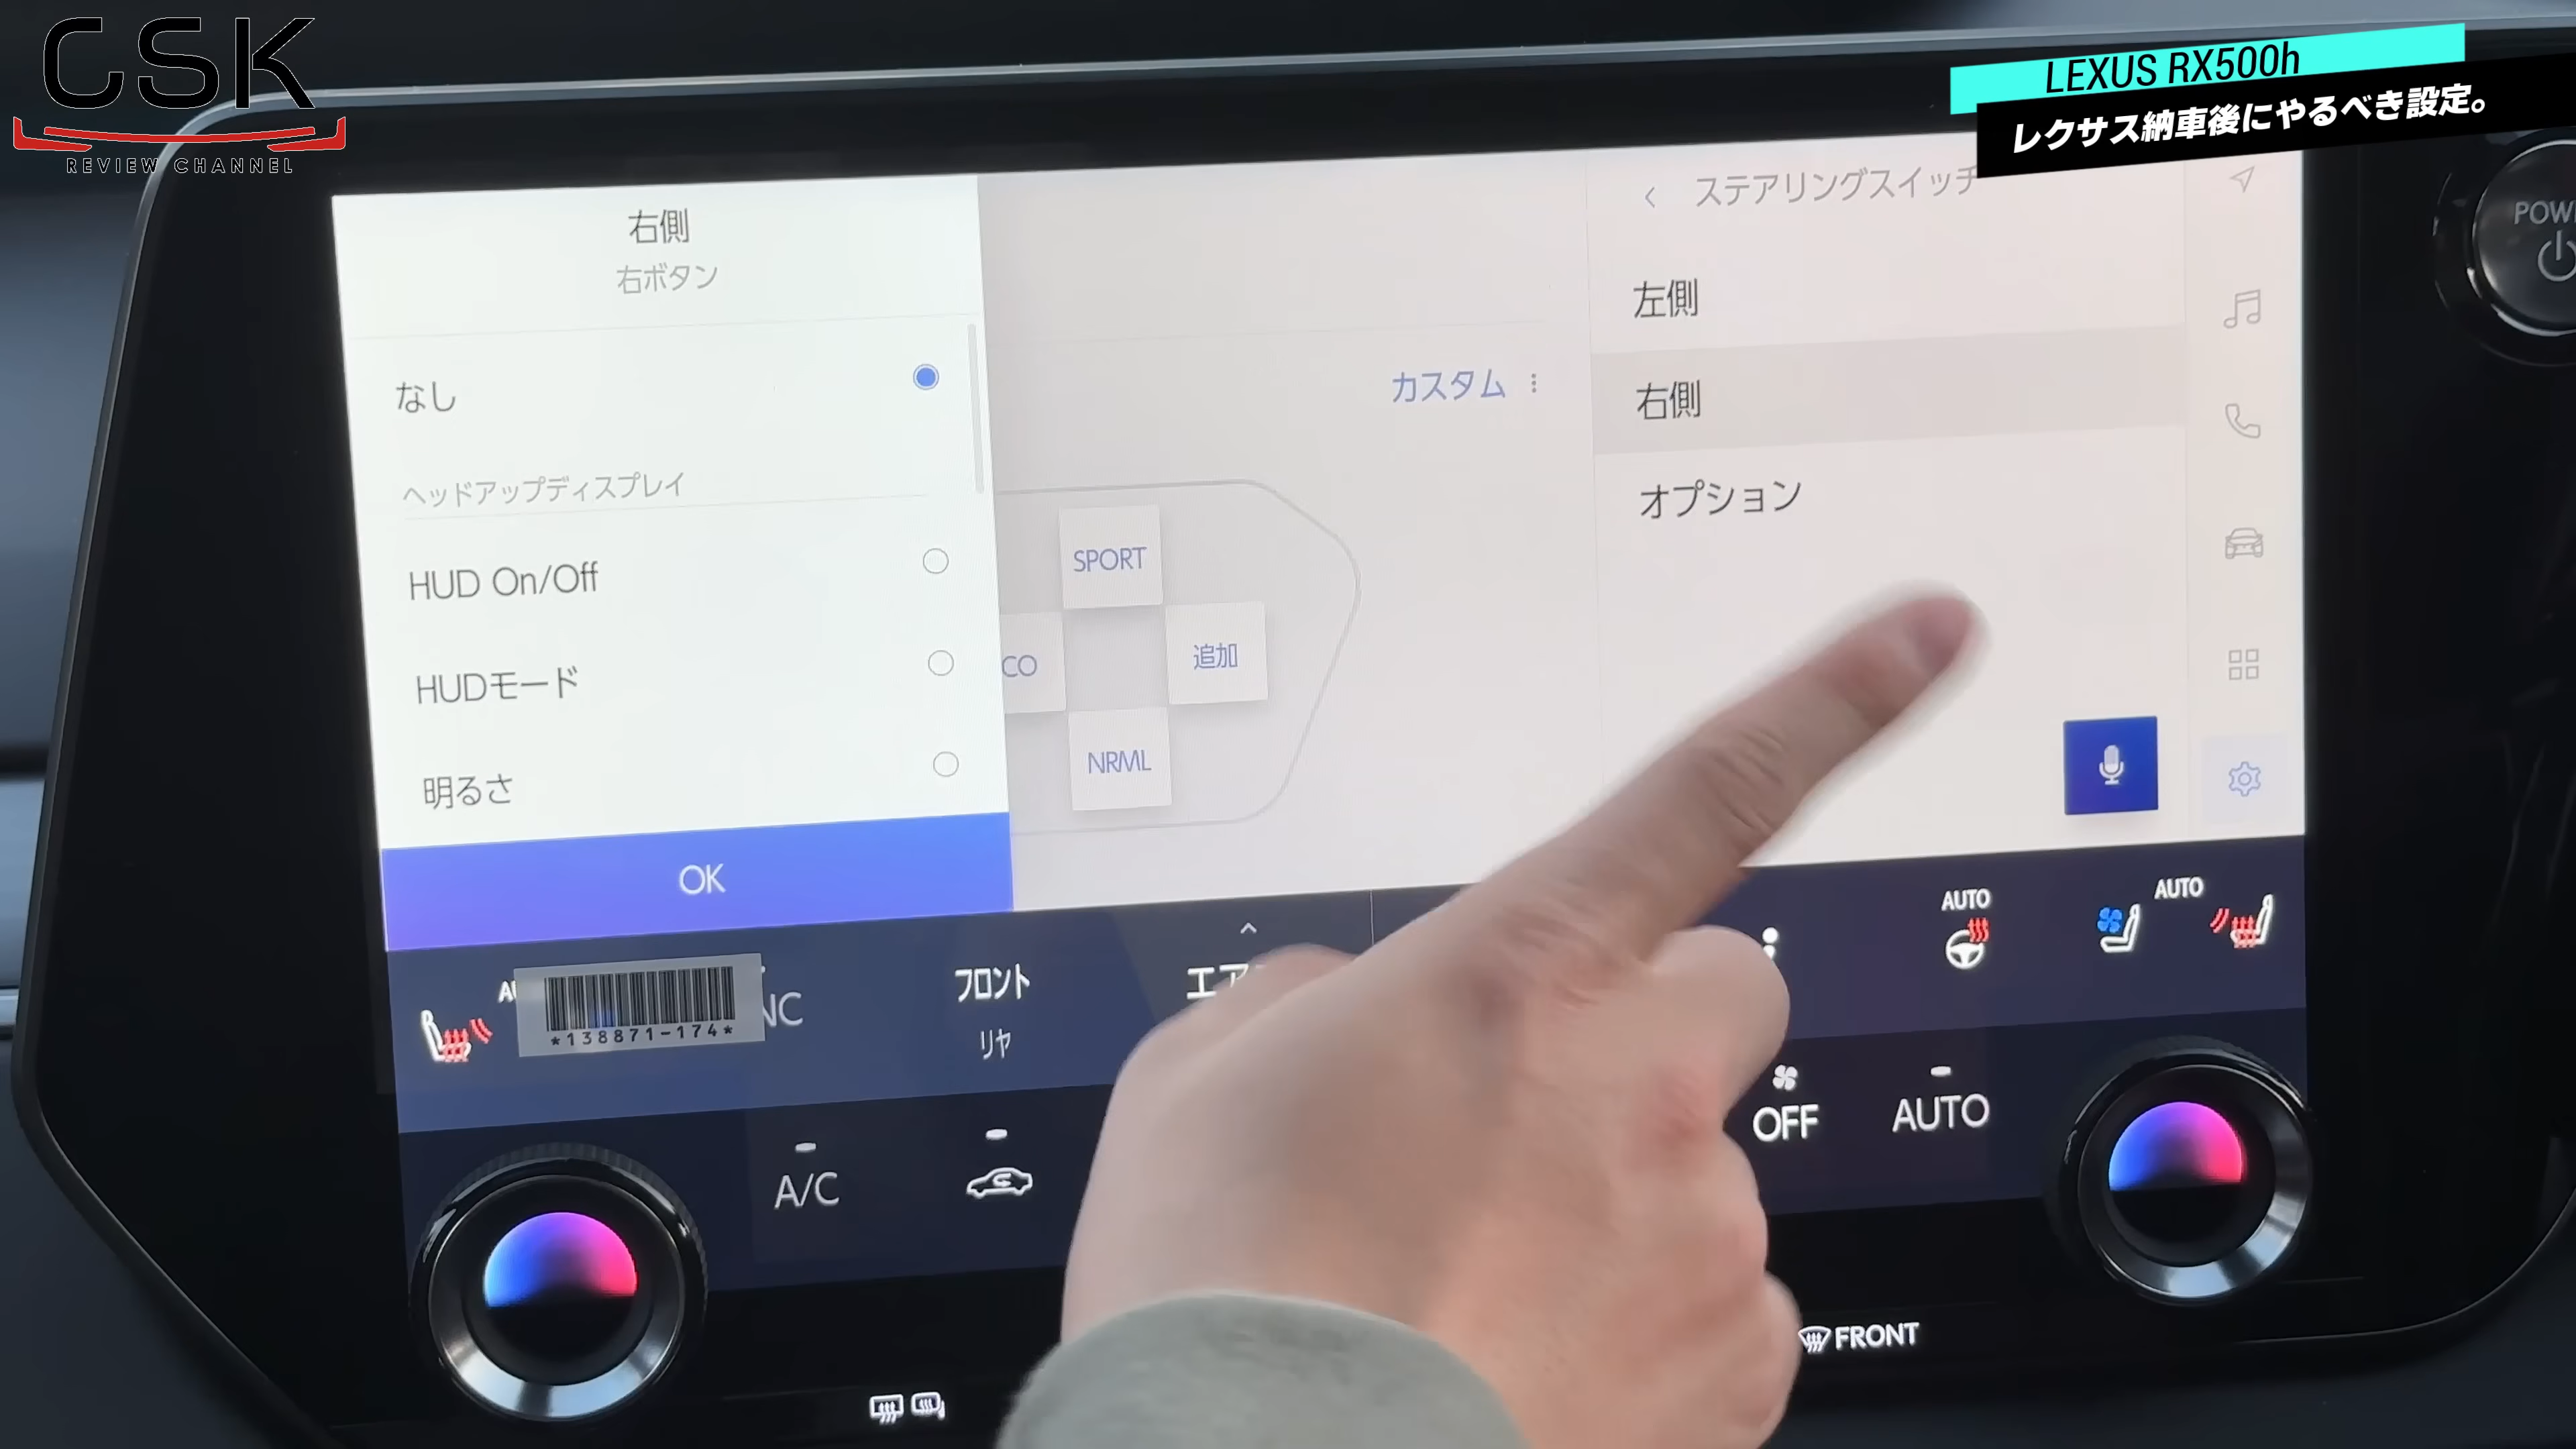 CSK
REVIEW CHANNEL
LEXUS RX500h
レクサス納車後にやるべき設定。
POW
右側
右ボタン
なし
ヘッドアップディスプレイ
HUD On/Off
HUDモード
明るさ
OK
カスタム
SPORT
CO
追加
NRML
ステアリングスイッチ
左側
右側
オプション
AUTO
AUTO
*138871-174*
NC
フロント
リヤ
エア
A/C
OFF
AUTO
FRONT